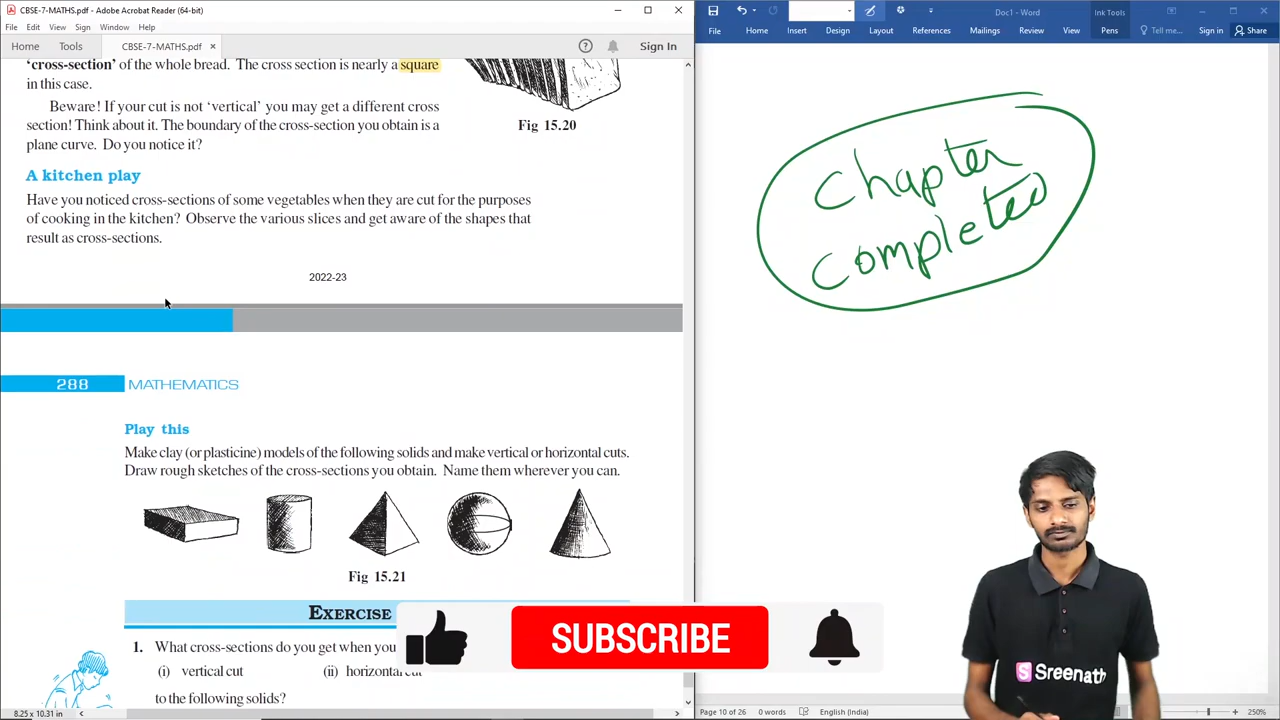 CBSE-7-MATHS.pdf - Adobe Acrobat Reader (64-bit)
File Edit View Sign Window Help
Home Tools CBSE-7-MATHS.pdf × Sign In
'cross-section' of the whole bread. The cross section is nearly a square
in this case.
Beware! If your cut is not 'vertical' you may get a different cross
section! Think about it. The boundary of the cross-section you obtain is a
plane curve. Do you notice it?
Fig 15.20
A kitchen play
Have you noticed cross-sections of some vegetables when they are cut for the purposes
of cooking in the kitchen? Observe the various slices and get aware of the shapes that
result as cross-sections.
2022-23
288 MATHEMATICS
Play this
Make clay (or plasticine) models of the following solids and make vertical or horizontal cuts.
Draw rough sketches of the cross-sections you obtain. Name them wherever you can.
Fig 15.21
EXERCISE
1. What cross-sections do you get when you
(i) vertical cut (ii) horizontal cut
to the following solids?
8.25 x 10.31 in
Doc1 - Word
Ink Tools
File Home Insert Design Layout References Mailings Review View Pens Tell me... Sign in Share
chapter
completed
SUBSCRIBE
S Sreenath
Page 10 of 26 0 words English (India)
250%